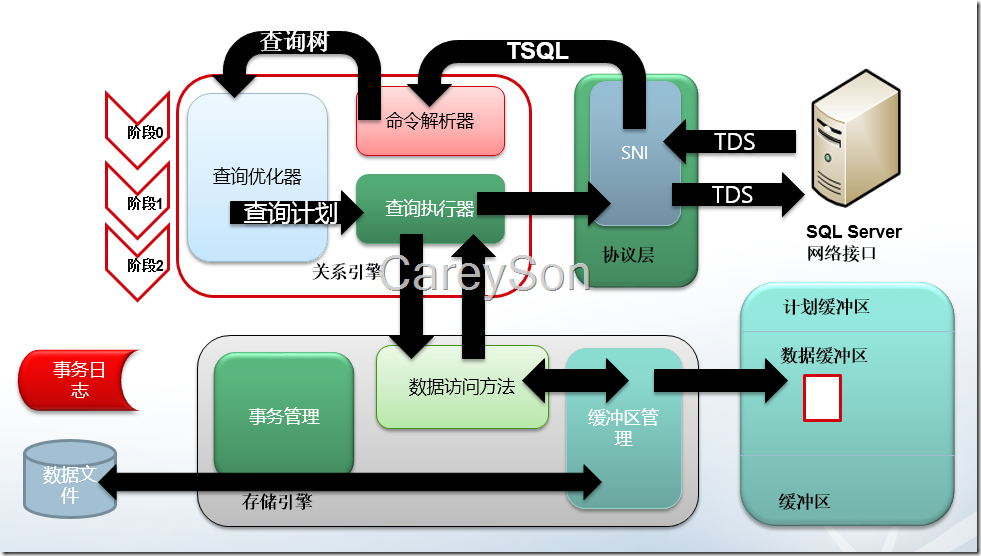 查询树
TSQL
阶段0
阶段1
阶段2
命令解析器
查询优化器
查询计划
查询执行器
关系引擎
SNI
协议层
TDS
TDS
SQL Server
网络接口
CareySon
计划缓冲区
数据缓冲区
缓冲区
事务日
志
数据文
件
事务管理
数据访问方法
缓冲区管
理
存储引擎